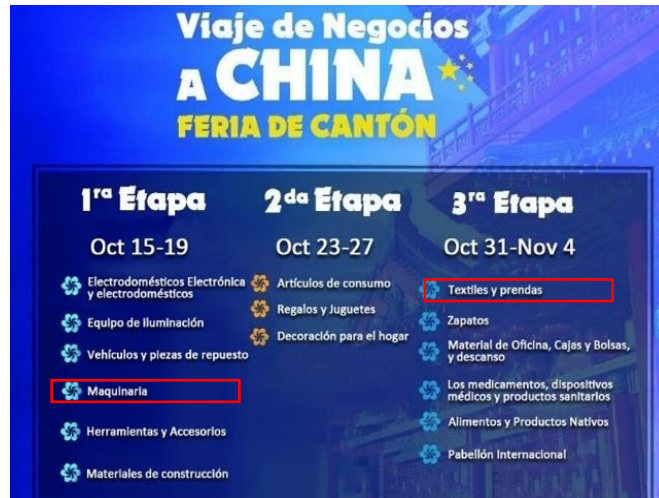 Viaje de Negocios
A CHINA
FERIA DE CANTÓN
1ra Etapa
Oct 15-19
Electrodomésticos Electrónica
y electrodomésticos
Equipo de Iluminación
Vehículos y piezas de repuesto
Maquinaria
Herramientas y Accesorios
Materiales de construcción
2da Etapa
Oct 23-27
Artículos de consumo
Regalos y Juguetes
Decoración para el hogar
3ra Etapa
Oct 31-Nov 4
Textiles y prendas
Zapatos
Material de Oficina, Cajas y Bolsas,
y descanso
Los medicamentos, dispositivos
médicos y productos sanitarios
Alimentos y Productos Nativos
Pabellón Internacional